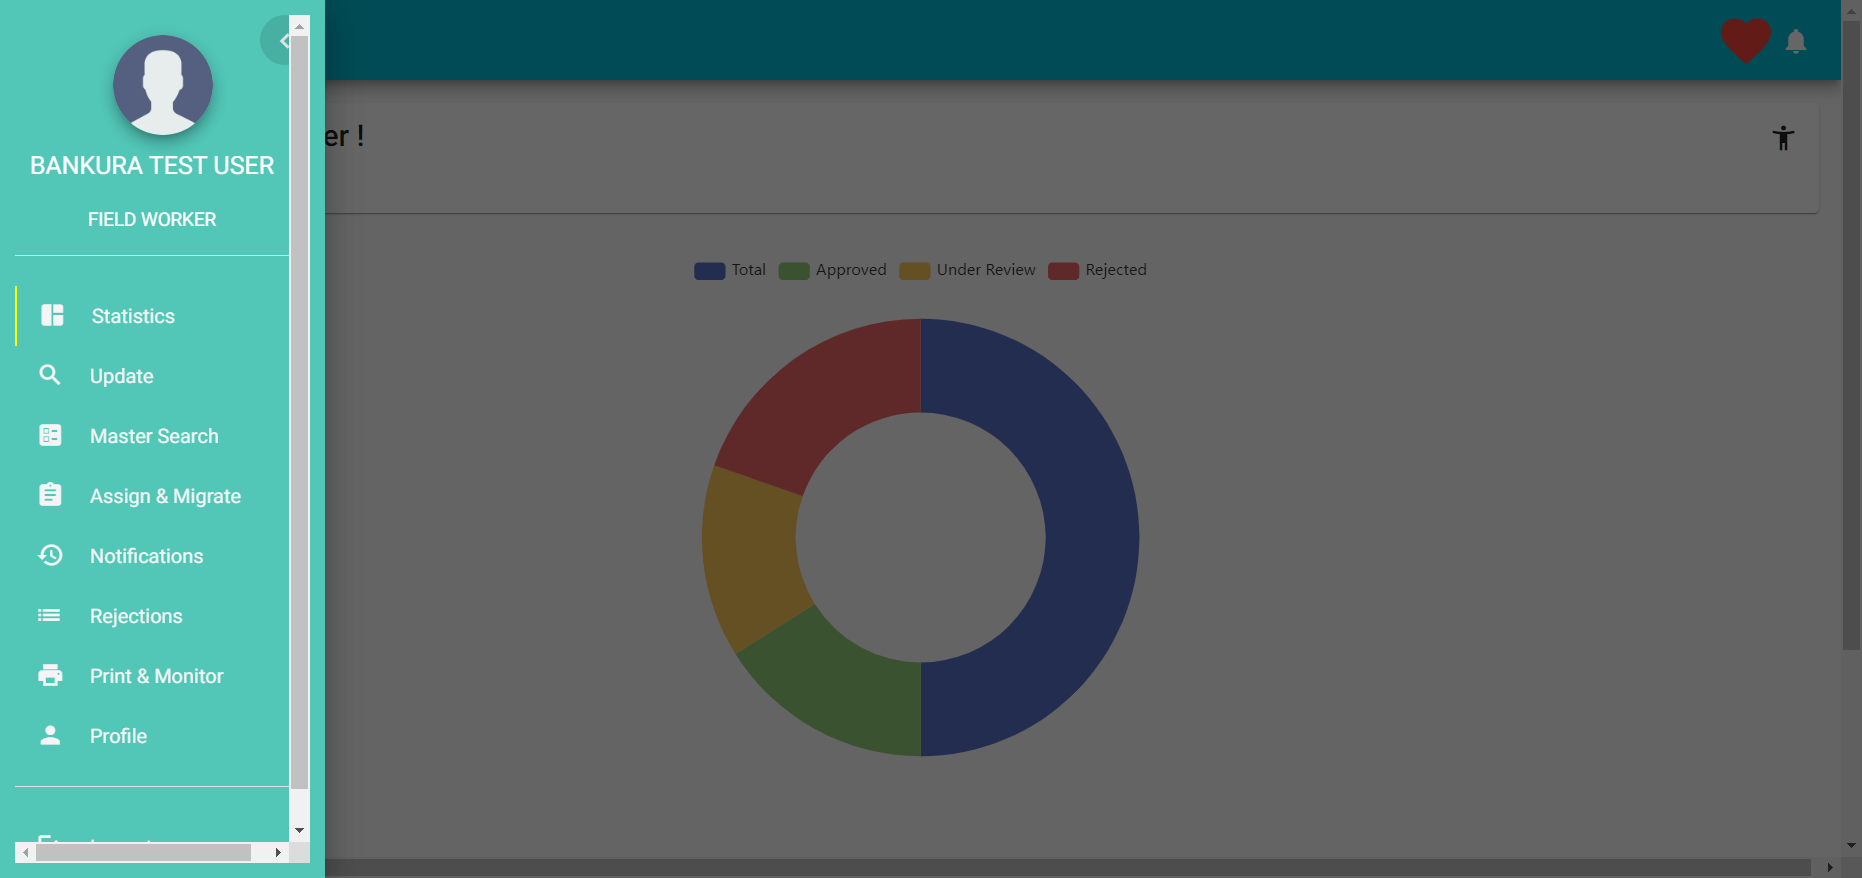 BANKURA TEST USER
FIELD WORKER
Statistics
Update
Master Search
Assign & Migrate
Notifications
Rejections
Print & Monitor
Profile
er !
Total Approved Under Review Rejected